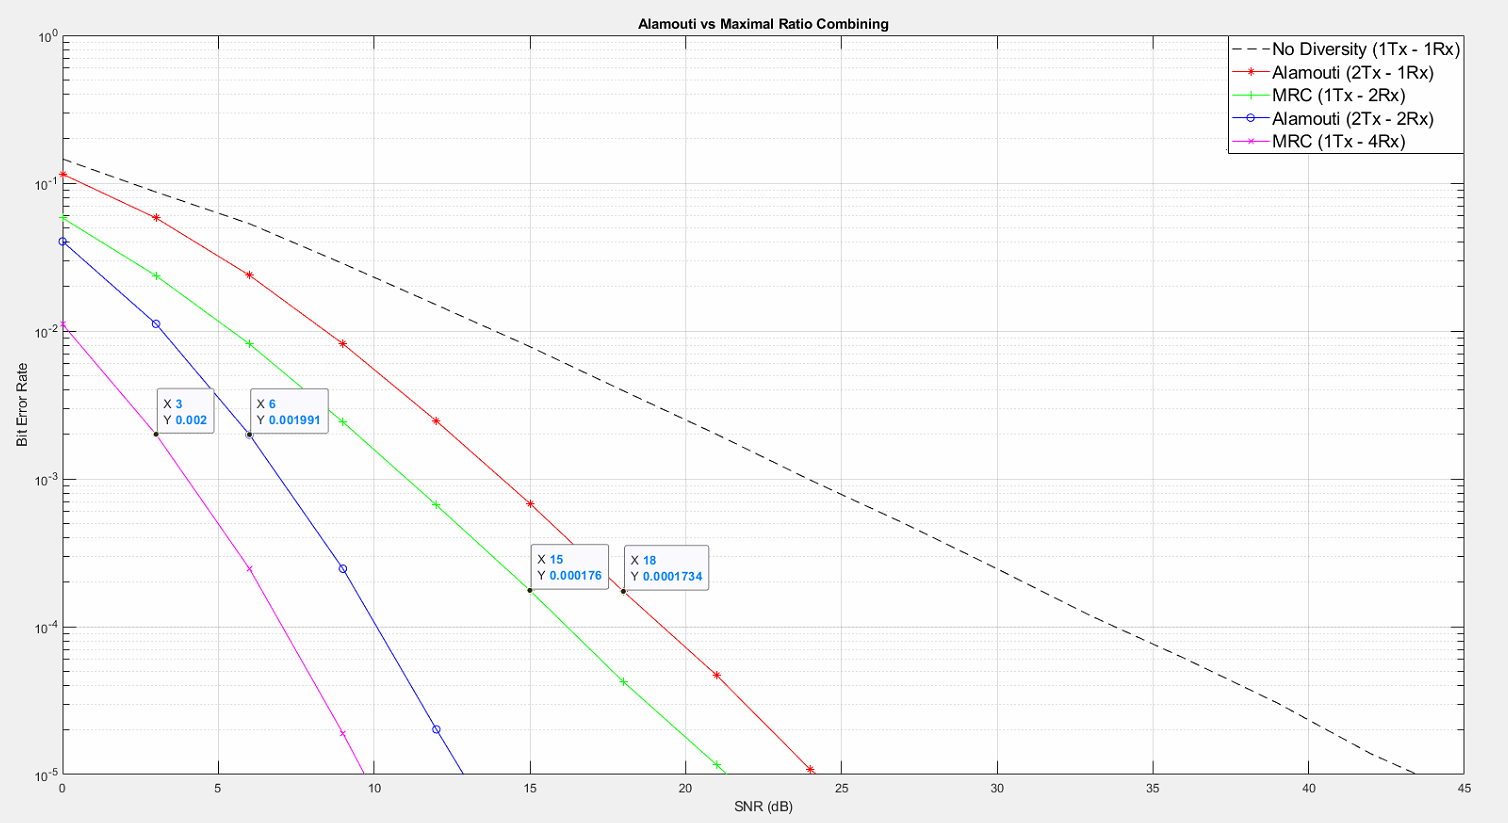 Alamouti vs Maximal Ratio Combining
No Diversity (1Tx - 1Rx)
Alamouti (2Tx - 1Rx)
MRC (1Tx - 2Rx)
Alamouti (2Tx - 2Rx)
MRC (1Tx - 4Rx)
Bit Error Rate
10^0
10^-1
10^-2
10^-3
10^-4
10^-5
X 3
Y 0.002
X 6
Y 0.001991
X 15
Y 0.000176
X 18
Y 0.0001734
0 5 10 15 20 25 30 35 40 45
SNR (dB)